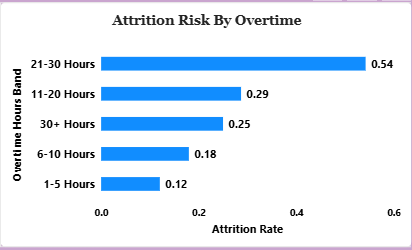 Attrition Risk By Overtime
Overtime Hours Band
21-30 Hours 0.54
11-20 Hours 0.29
30+ Hours 0.25
6-10 Hours 0.18
1-5 Hours 0.12
0.0 0.2 0.4 0.6
Attrition Rate